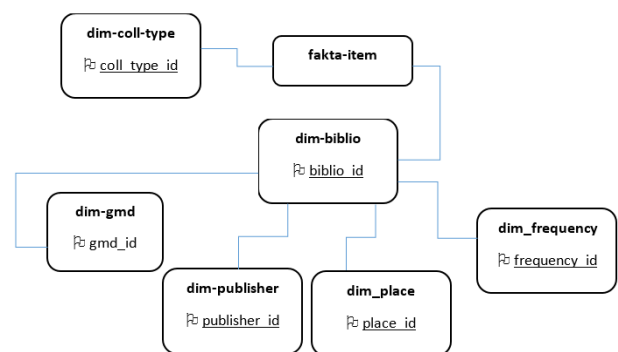 dim-coll-type
coll_type_id
fakta-item
dim-biblio
biblio_id
dim-gmd
gmd_id
dim_frequency
frequency_id
dim-publisher
publisher_id
dim_place
place_id